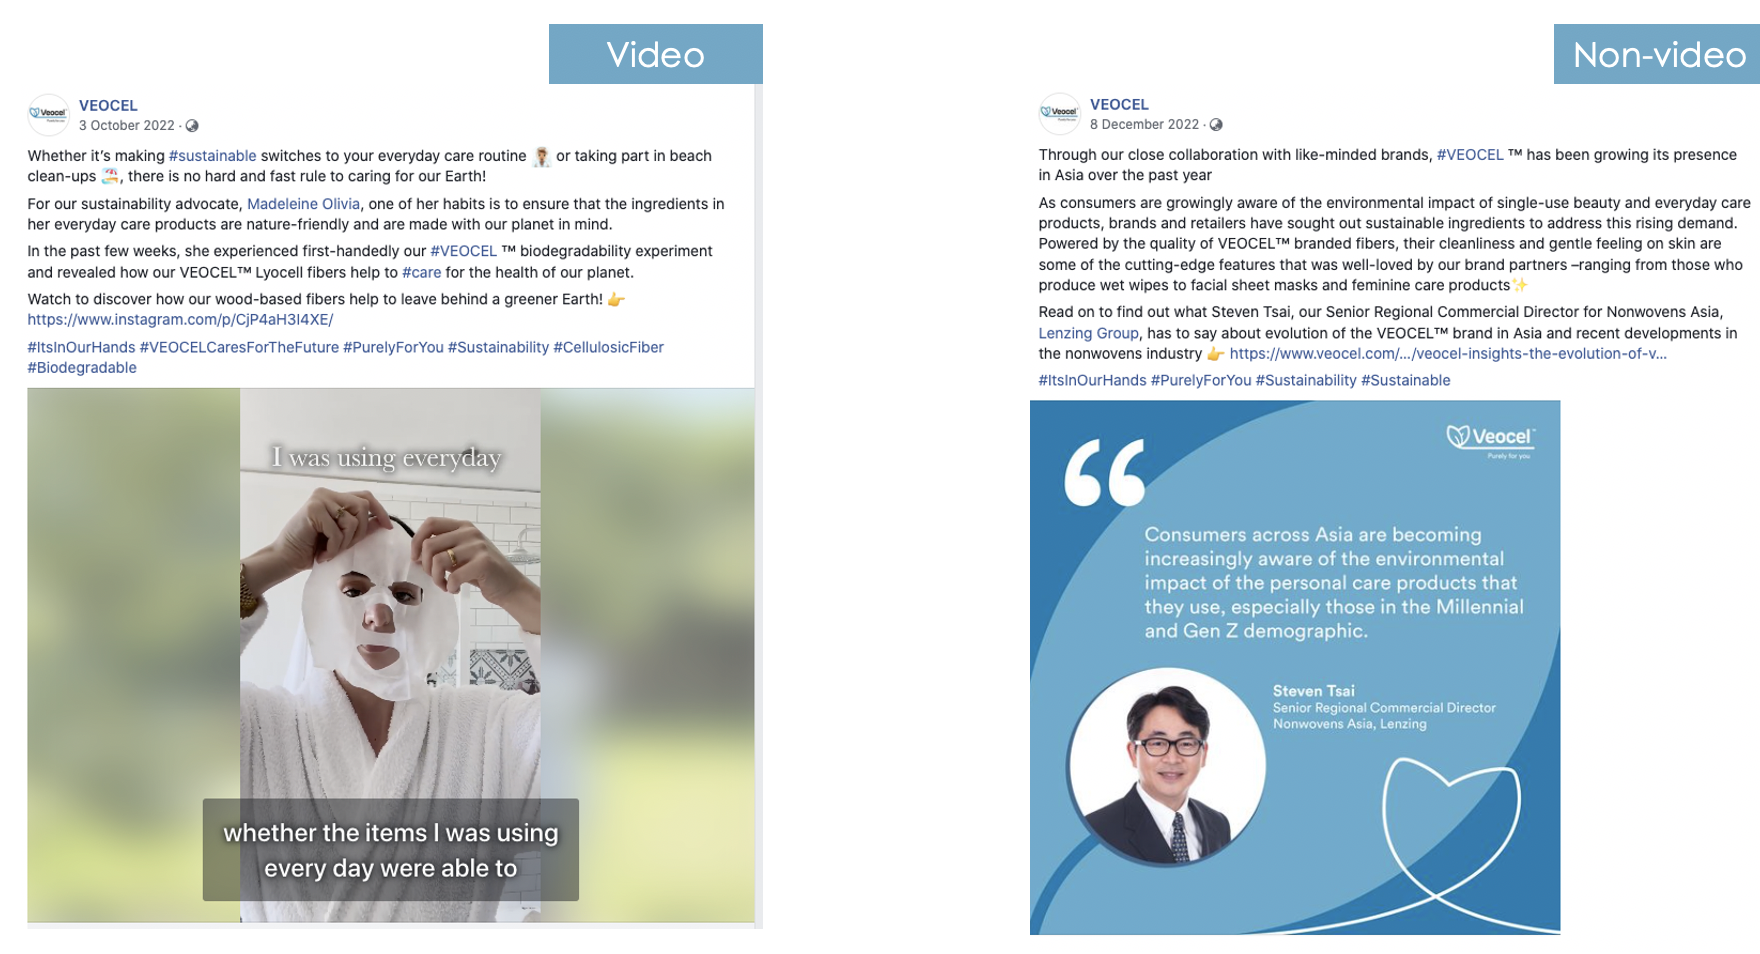 Video
VEOCEL
3 October 2022 ·
Whether it's making #sustainable switches to your everyday care routine or taking part in beach
clean-ups , there is no hard and fast rule to caring for our Earth!
For our sustainability advocate, Madeleine Olivia, one of her habits is to ensure that the ingredients in
her everyday care products are nature-friendly and are made with our planet in mind.
In the past few weeks, she experienced first-handedly our #VEOCEL ™ biodegradability experiment
and revealed how our VEOCEL™ Lyocell fibers help to #care for the health of our planet.
Watch to discover how our wood-based fibers help to leave behind a greener Earth! 👉
https://www.instagram.com/p/CjP4aH3I4XE/
#ItsInOurHands #VEOCELCaresForTheFuture #PurelyForYou #Sustainability #CellulosicFiber
#Biodegradable
I was using everyday
whether the items I was using
every day were able to
Non-video
VEOCEL
8 December 2022 ·
Through our close collaboration with like-minded brands, #VEOCEL ™ has been growing its presence
in Asia over the past year
As consumers are growingly aware of the environmental impact of single-use beauty and everyday care
products, brands and retailers have sought out sustainable ingredients to address this rising demand.
Powered by the quality of VEOCEL™ branded fibers, their cleanliness and gentle feeling on skin are
some of the cutting-edge features that was well-loved by our brand partners –ranging from those who
produce wet wipes to facial sheet masks and feminine care products✨
Read on to find out what Steven Tsai, our Senior Regional Commercial Director for Nonwovens Asia,
Lenzing Group, has to say about evolution of the VEOCEL™ brand in Asia and recent developments in
the nonwovens industry 👉 https://www.veocel.com/.../veocel-insights-the-evolution-of-v...
#ItsInOurHands #PurelyForYou #Sustainability #Sustainable
Veocel™
Purely for you
“
Consumers across Asia are becoming
increasingly aware of the environmental
impact of the personal care products that
they use, especially those in the Millennial
and Gen Z demographic.
Steven Tsai
Senior Regional Commercial Director
Nonwovens Asia, Lenzing